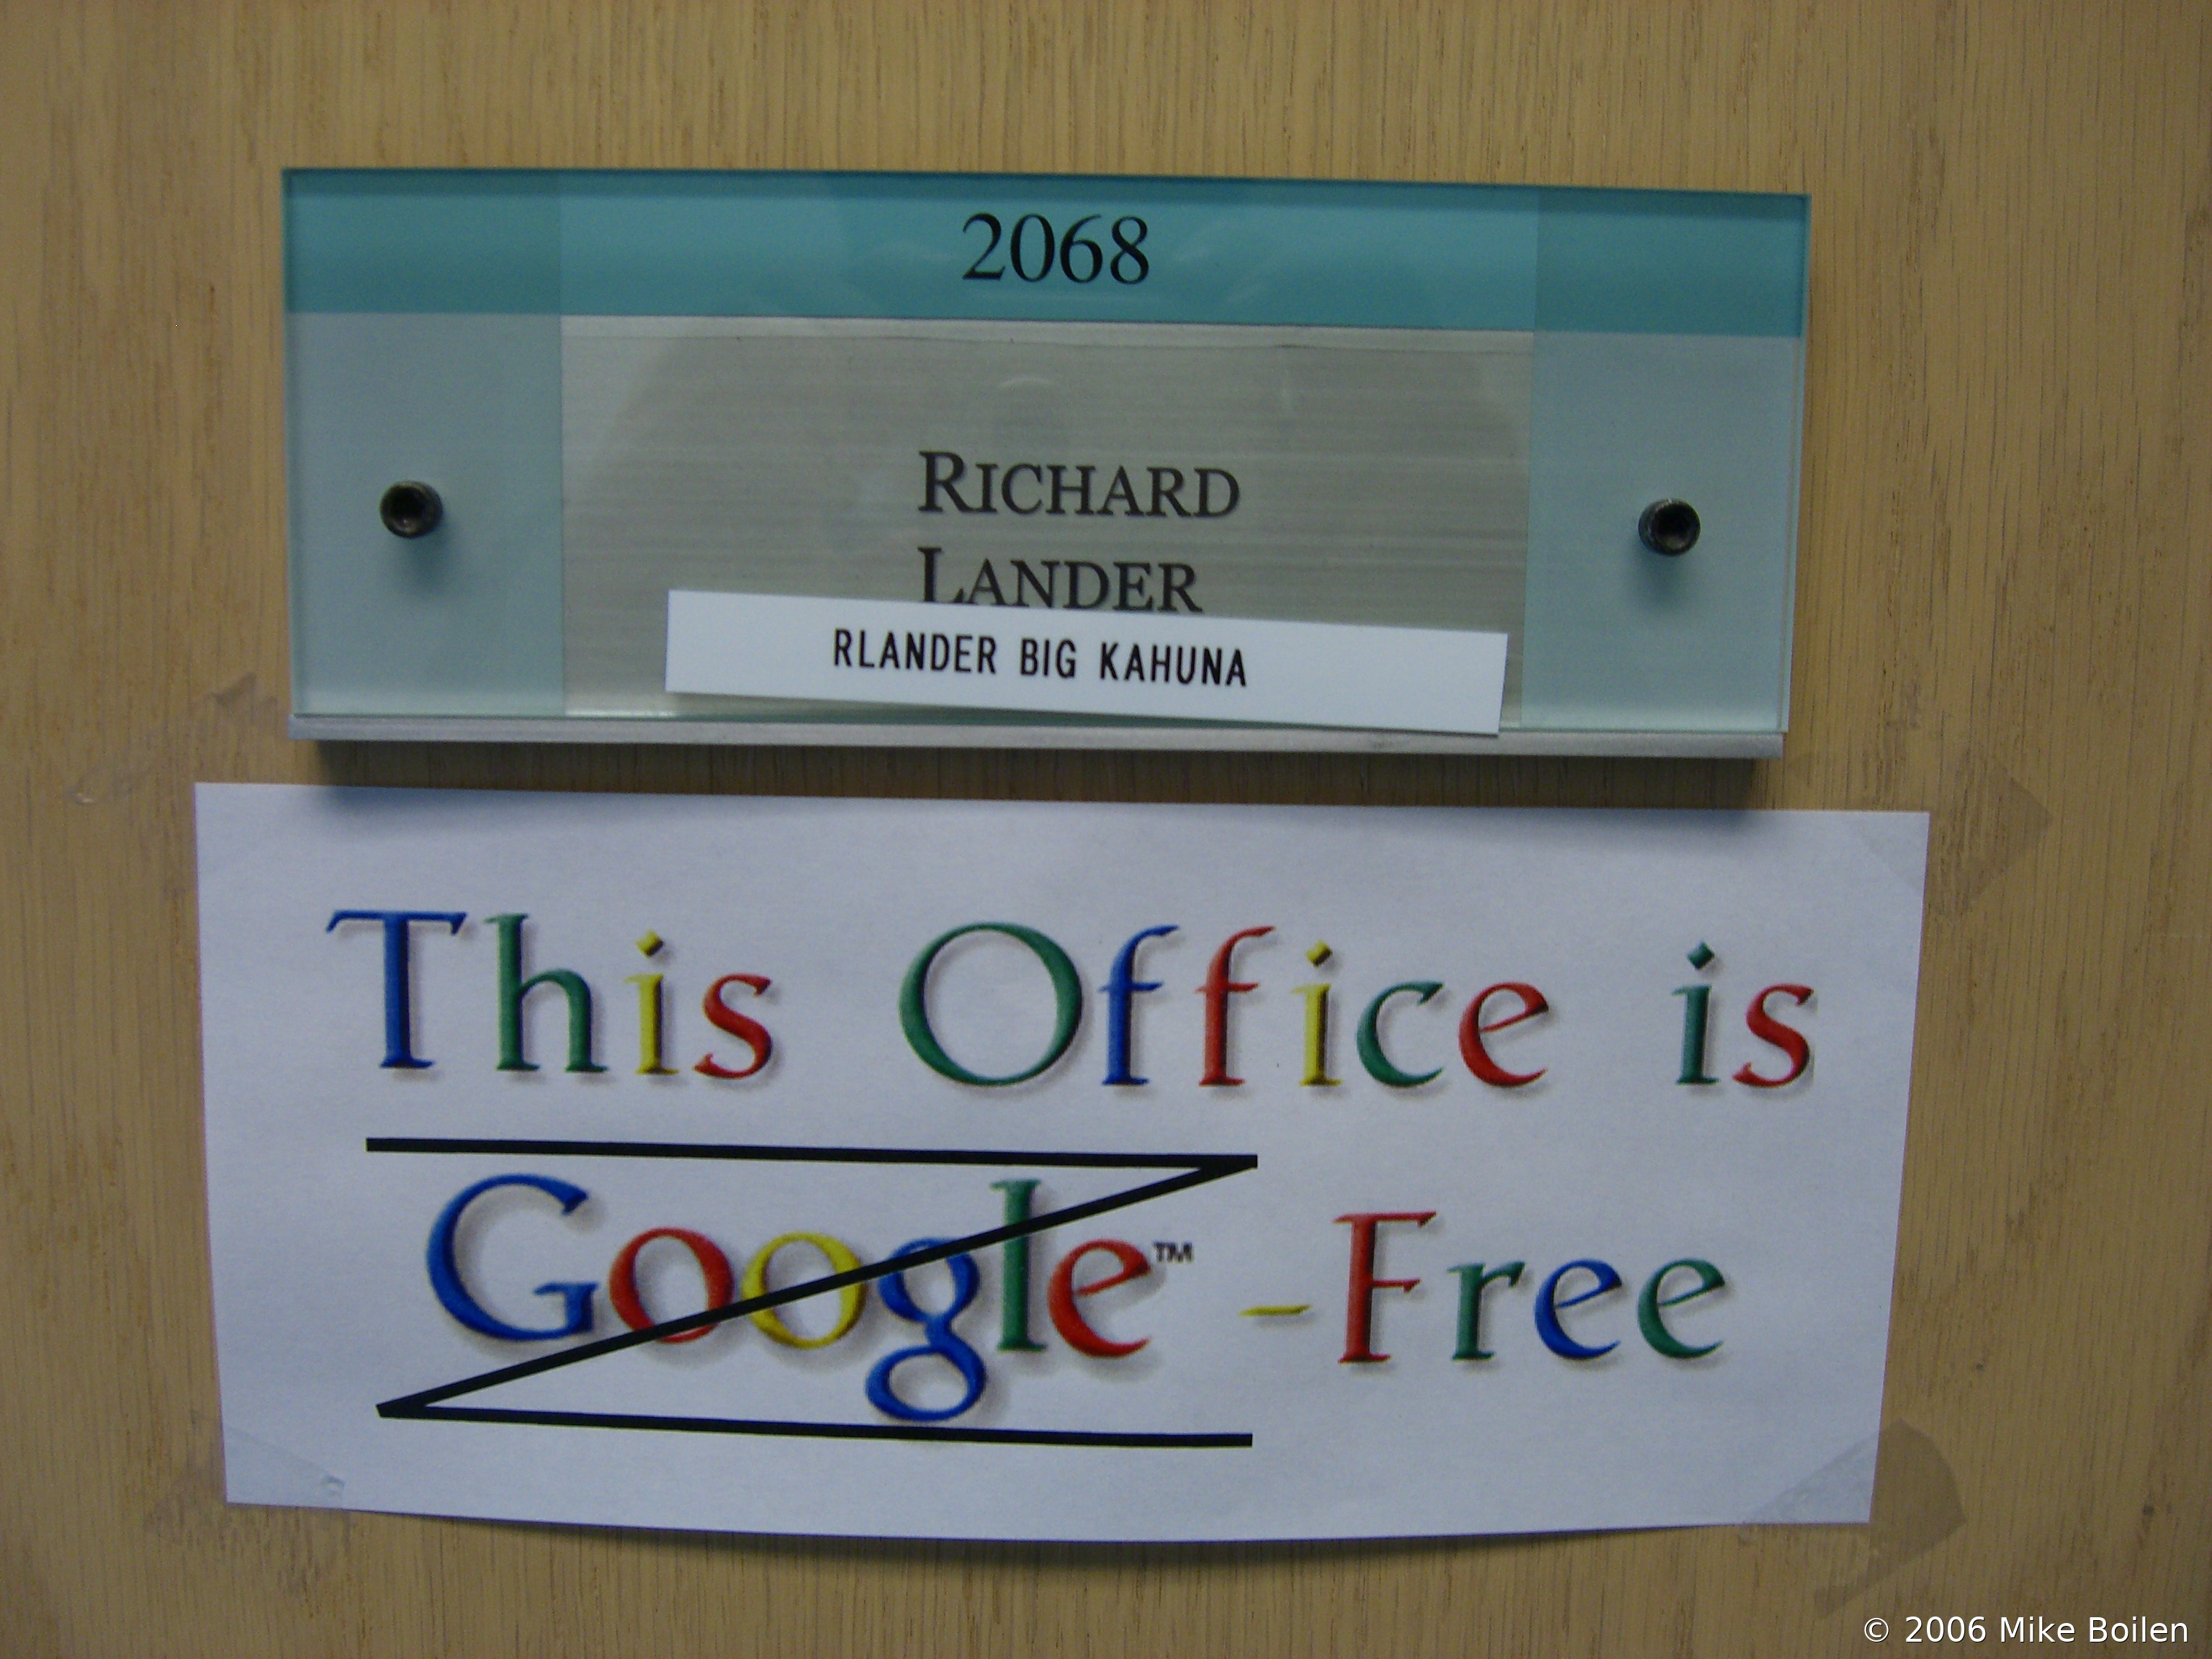 2068
RICHARD
LANDER
RLANDER BIG KAHUNA
This Office is
Google™ -Free
© 2006 Mike Boilen